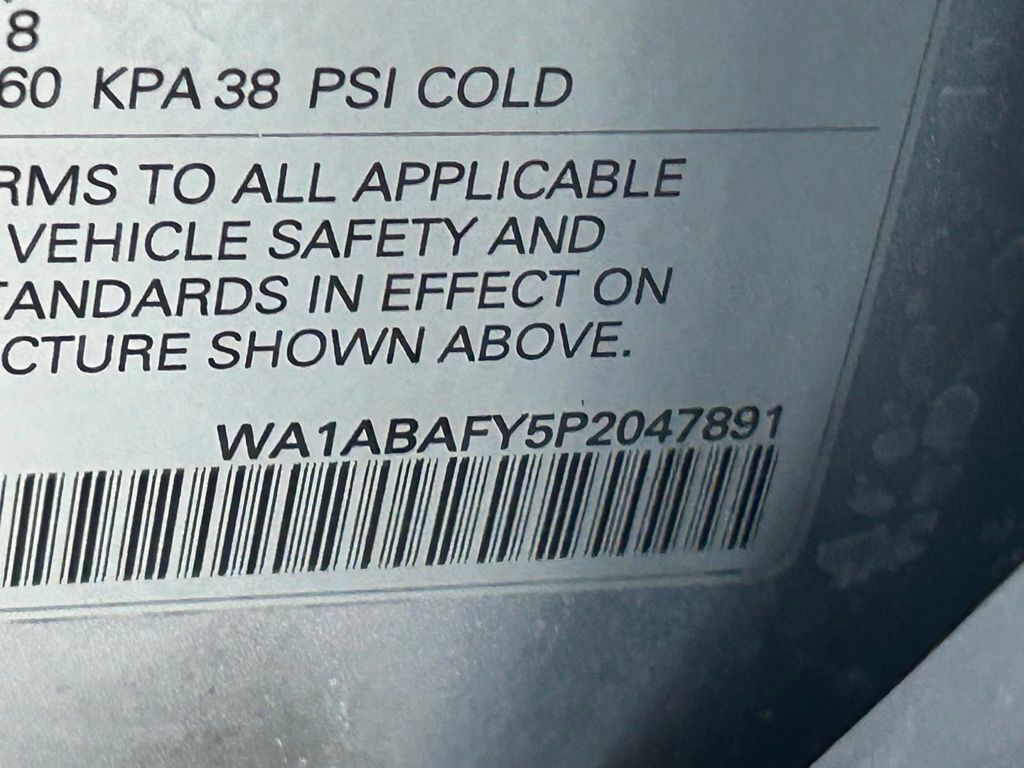 8
60 KPA 38 PSI COLD
RMS TO ALL APPLICABLE
VEHICLE SAFETY AND
TANDARDS IN EFFECT ON
CTURE SHOWN ABOVE.
WA1ABAFY5P2047891